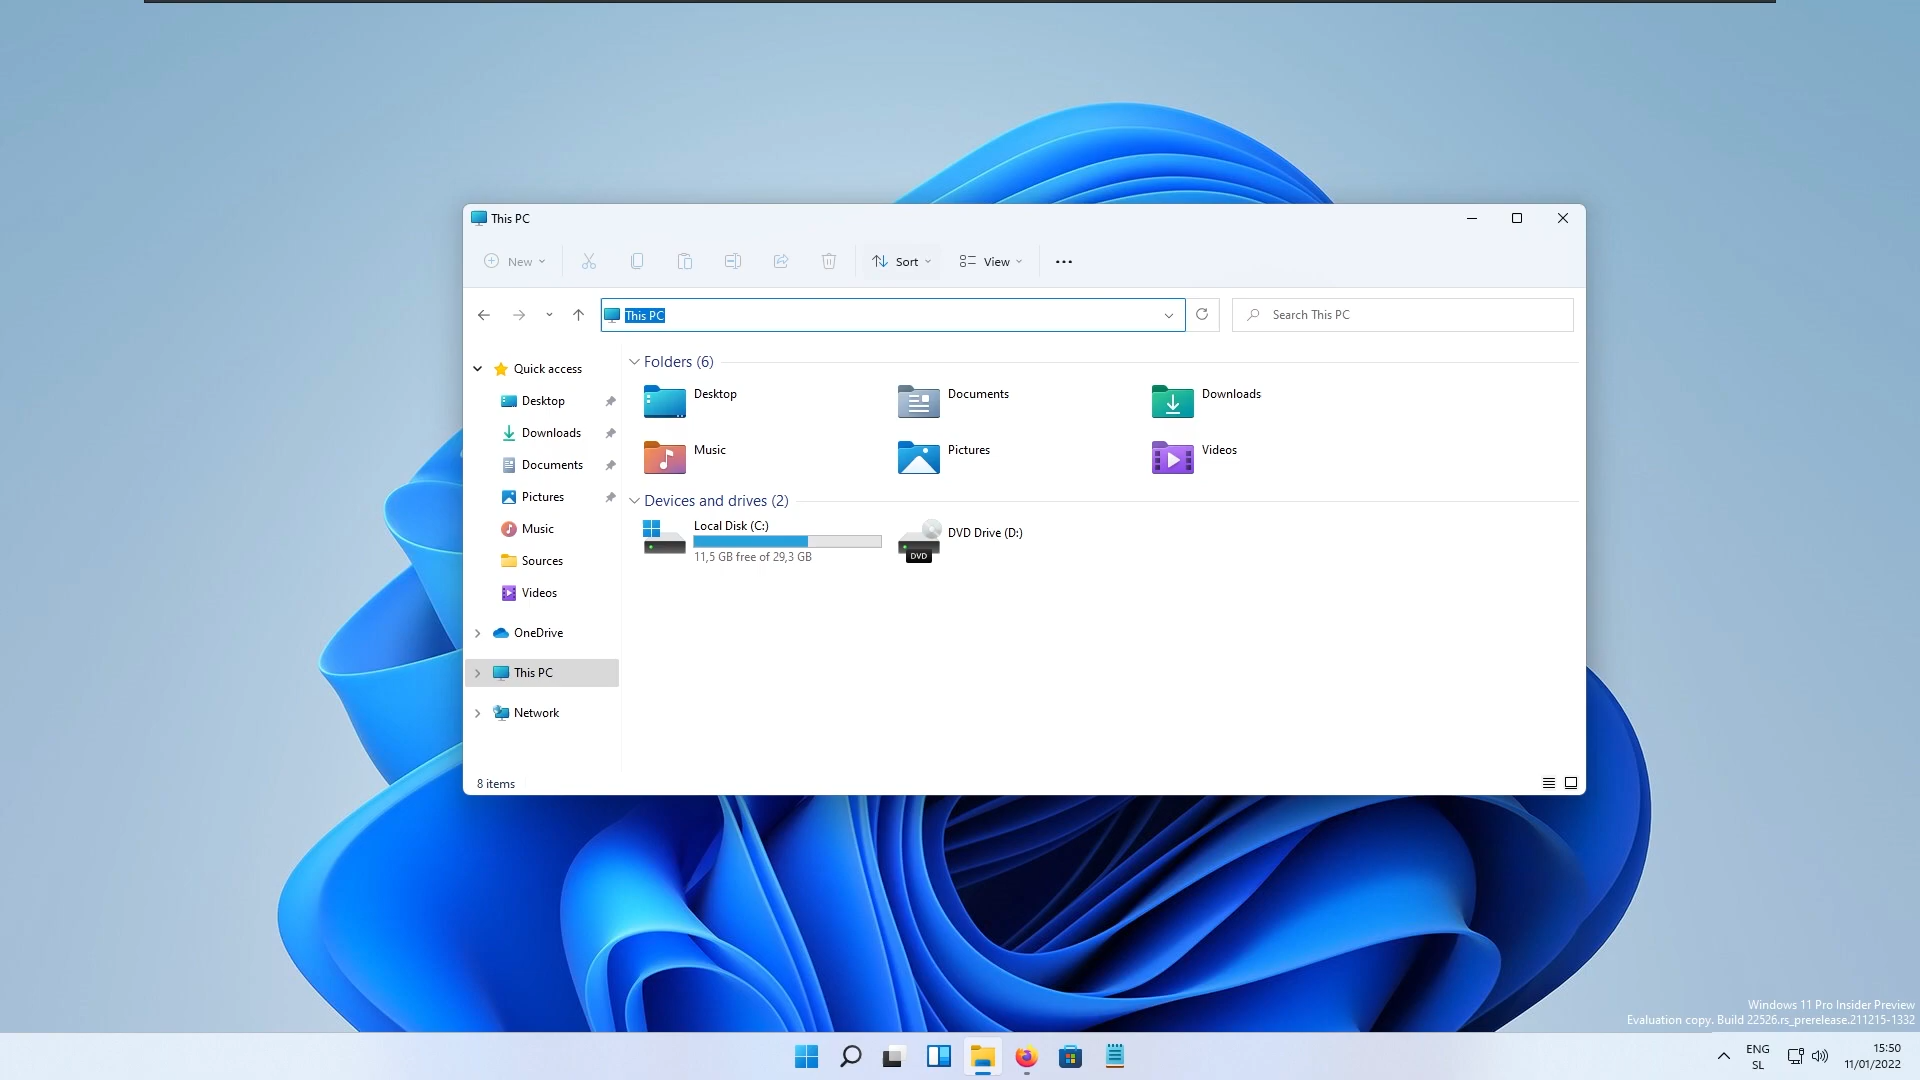 This PC
New
Sort
View
This PC
Search This PC
Quick access
Desktop
Downloads
Documents
Pictures
Music
Sources
Videos
OneDrive
This PC
Network
Folders (6)
Desktop
Documents
Downloads
Music
Pictures
Videos
Devices and drives (2)
Local Disk (C:)
11,5 GB free of 29,3 GB
DVD
DVD Drive (D:)
8 items
Windows 11 Pro Insider Preview
Evaluation copy. Build 22526.rs_prerelease.211215-1332
ENG
SL
15:50
11/01/2022